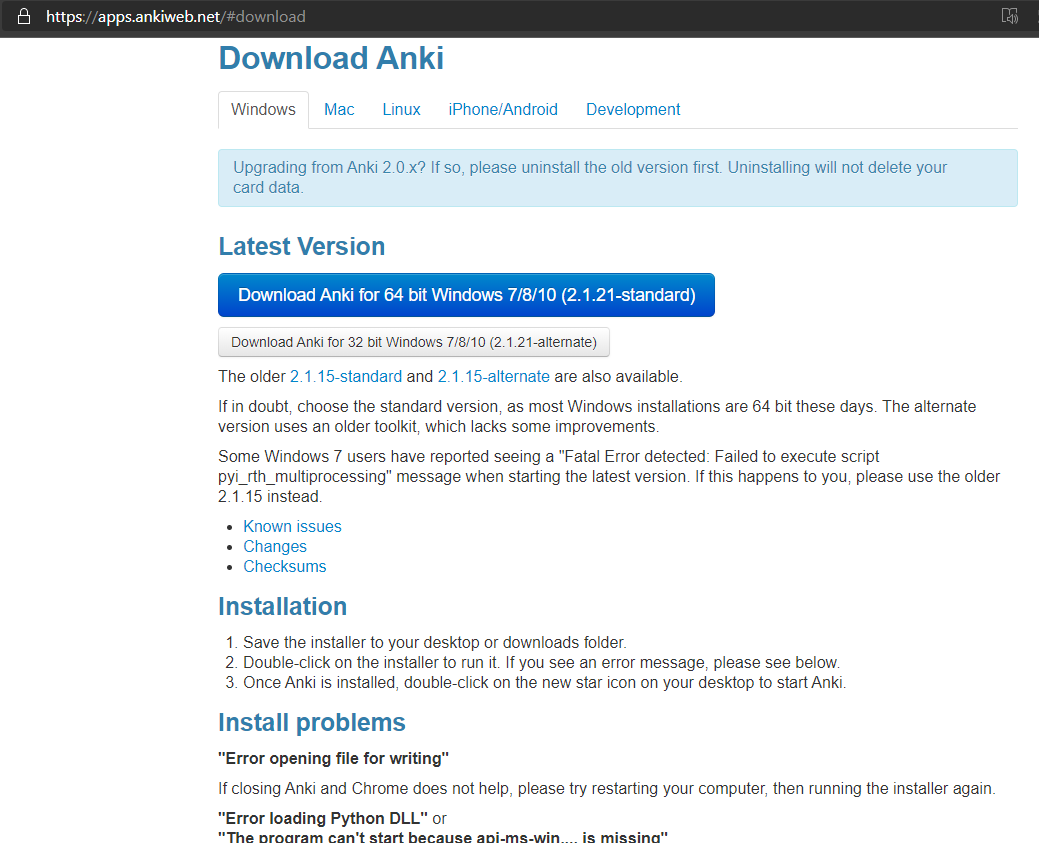 https://apps.ankiweb.net/#download
Download Anki
Windows Mac Linux iPhone/Android Development
Upgrading from Anki 2.0.x? If so, please uninstall the old version first. Uninstalling will not delete your
card data.
Latest Version
Download Anki for 64 bit Windows 7/8/10 (2.1.21-standard)
Download Anki for 32 bit Windows 7/8/10 (2.1.21-alternate)
The older 2.1.15-standard and 2.1.15-alternate are also available.
If in doubt, choose the standard version, as most Windows installations are 64 bit these days. The alternate
version uses an older toolkit, which lacks some improvements.
Some Windows 7 users have reported seeing a "Fatal Error detected: Failed to execute script
pyi_rth_multiprocessing" message when starting the latest version. If this happens to you, please use the older
2.1.15 instead.
• Known issues
• Changes
• Checksums
Installation
1. Save the installer to your desktop or downloads folder.
2. Double-click on the installer to run it. If you see an error message, please see below.
3. Once Anki is installed, double-click on the new star icon on your desktop to start Anki.
Install problems
"Error opening file for writing"
If closing Anki and Chrome does not help, please try restarting your computer, then running the installer again.
"Error loading Python DLL" or
"The program can't start because api-ms-win.... is missing"